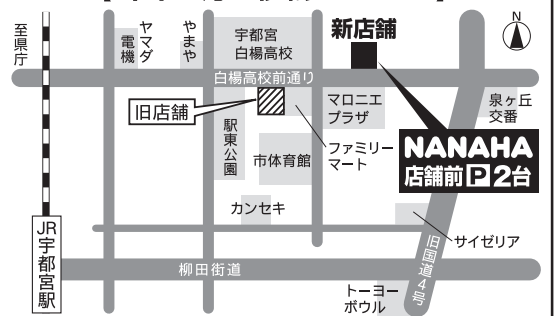 至県庁
ヤマダ
電機
やまや
宇都宮
白楊高校
新店舗
N
白楊高校前通り
旧店舗
マロニエ
プラザ
泉ヶ丘
交番
駅東公園
市体育館
ファミリー
マート
NANAHA
店舗前P2台
カンセキ
サイゼリア
JR宇都宮駅
柳田街道
旧国道4号
トーヨー
ボウル